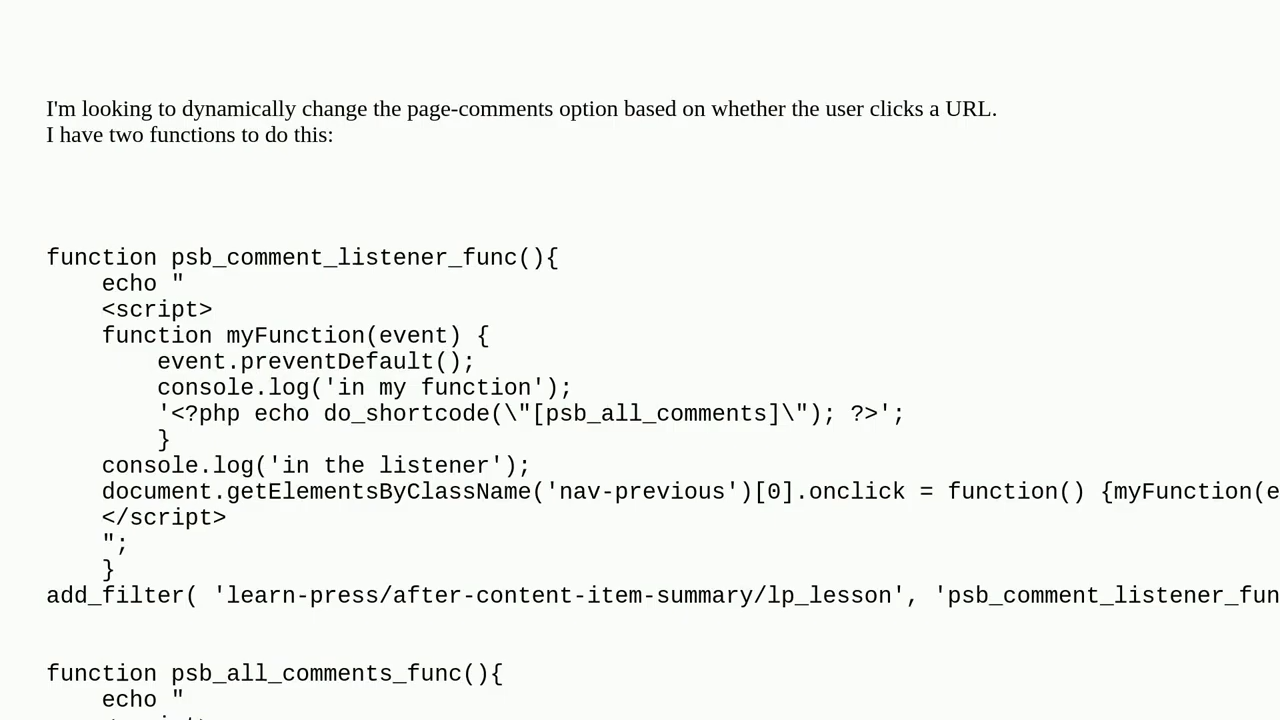 I'm looking to dynamically change the page-comments option based on whether the user clicks a URL.
I have two functions to do this:
function psb_comment_listener_func(){
    echo "
    <script>
    function myFunction(event) {
        event.preventDefault();
        console.log('in my function');
        '<?php echo do_shortcode(\"[psb_all_comments]\"); ?>';
        }
    console.log('in the listener');
    document.getElementsByClassName('nav-previous')[0].onclick = function() {myFunction(e
    </script>
    ";
    }
add_filter( 'learn-press/after-content-item-summary/lp_lesson', 'psb_comment_listener_fun
function psb_all_comments_func(){
    echo "
    <script>